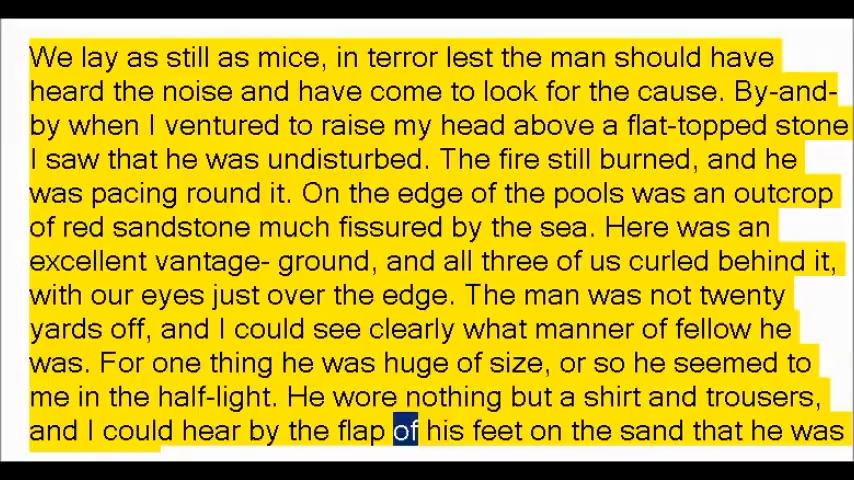 We lay as still as mice, in terror lest the man should have
heard the noise and have come to look for the cause. By-and-
by when I ventured to raise my head above a flat-topped stone
I saw that he was undisturbed. The fire still burned, and he
was pacing round it. On the edge of the pools was an outcrop
of red sandstone much fissured by the sea. Here was an
excellent vantage- ground, and all three of us curled behind it,
with our eyes just over the edge. The man was not twenty
yards off, and I could see clearly what manner of fellow he
was. For one thing he was huge of size, or so he seemed to
me in the half-light. He wore nothing but a shirt and trousers,
and I could hear by the flap of his feet on the sand that he was